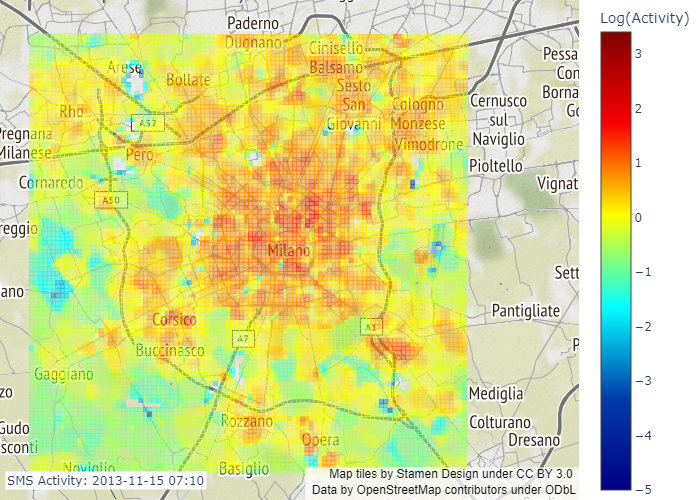 Log(Activity)
Paderno
Dugnano
Cinisello
Balsamo
Pessa
Arese
Bollate
Sesto
San
Giovanni
Con
Borna
Go
Rho
A52
Cologno
Monzese
Cernusco
sul
Naviglio
Pregnana
Milanese
Pero
Vimodrone
Pioltello
Cornaredo
Vignat
A50
reggio
Milano
Sett
ano
Pantigliate
Corsico
A1
A7
Buccinasco
P
Gaggiano
zo
Mediglia
Rozzano
Colturano
Gudo
sconti
Opera
Dresano
Noviglio
Basiglio
SMS Activity: 2013-11-15 07:10
Map tiles by Stamen Design under CC BY 3.0
Data by OpenStreetMap contributors under ODbL
3
2
1
0
−1
−2
−3
−4
−5